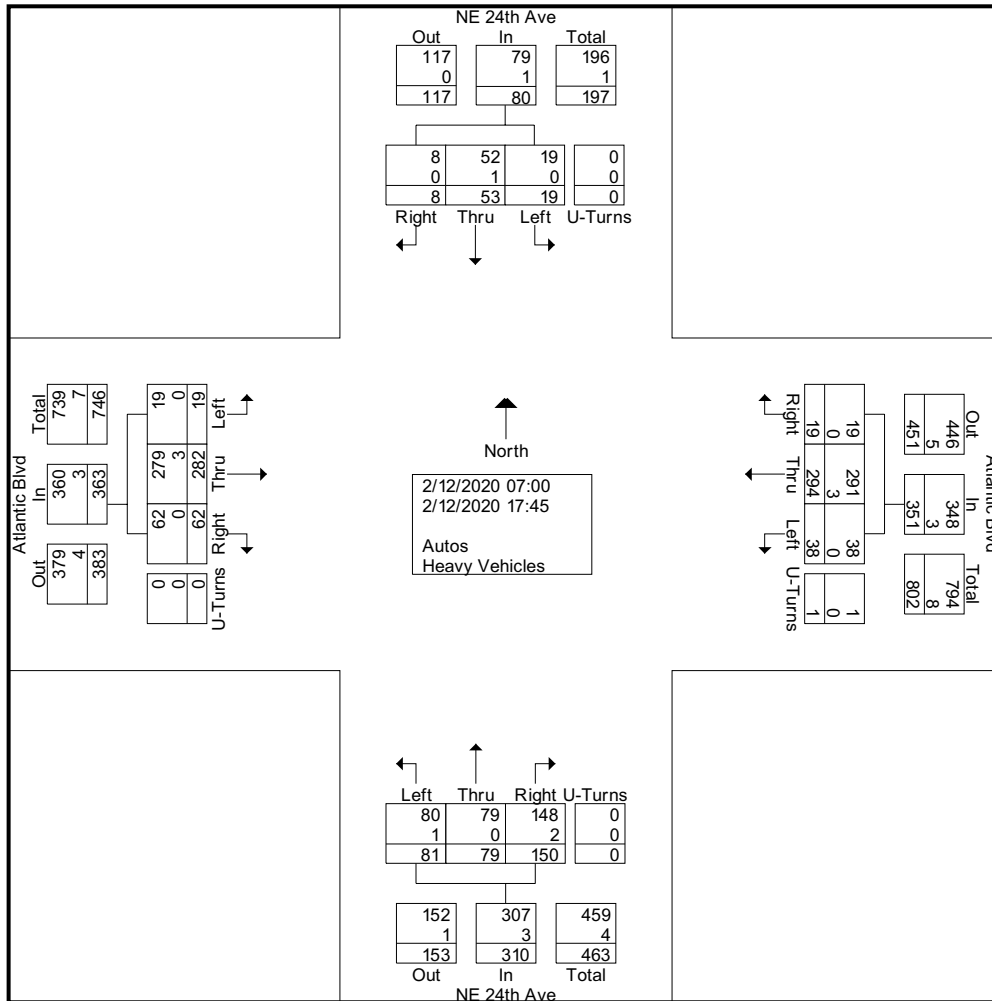 NE 24th Ave
Out In Total
117 79 196
0 1 1
117 80 197
8 52 19 0
0 1 0 0
8 53 19 0
Right Thru Left U-Turns
Atlantic Blvd
Total In Out
739 360 379
7 3 4
746 363 383
19 279 62 0
0 3 0 0
19 282 62 0
Left Thru Right U-Turns
North
2/12/2020 07:00
2/12/2020 17:45
Autos
Heavy Vehicles
Right Thru Left U-Turns
19 291 38 1
0 3 0 0
19 294 38 1
Out In Total
446 348 794
5 3 8
451 351 802
Atlantic Blvd
Left Thru Right U-Turns
80 79 148 0
1 0 2 0
81 79 150 0
152 307 459
1 3 4
153 310 463
Out In Total
NE 24th Ave